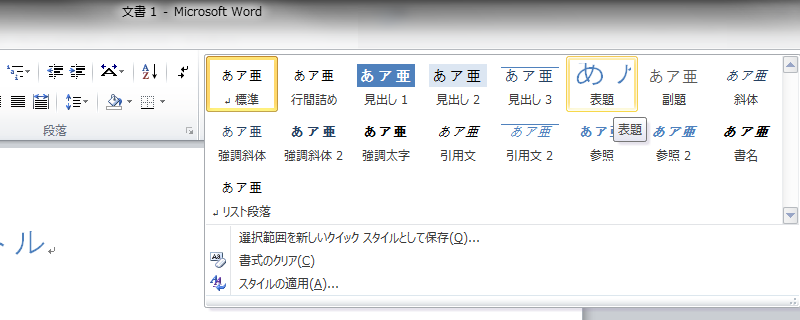 文書 1 - Microsoft Word
あア亜 あア亜 あア亜 あア亜 あア亜 あア亜 あア亜
↲ 標準 行間詰め 見出し 1 見出し 2 見出し 3 表題 副題 斜体
段落
表題
あア亜 あア亜 あア亜 あア亜 あア亜 あア亜 あア亜 あア亜
強調斜体 強調斜体 2 強調太字 引用文 引用文 2 参照 参照 2 書名
あア亜
↲ リスト段落
選択範囲を新しいクイック スタイルとして保存(Q)...
書式のクリア(C)
スタイルの適用(A)...
トル↲